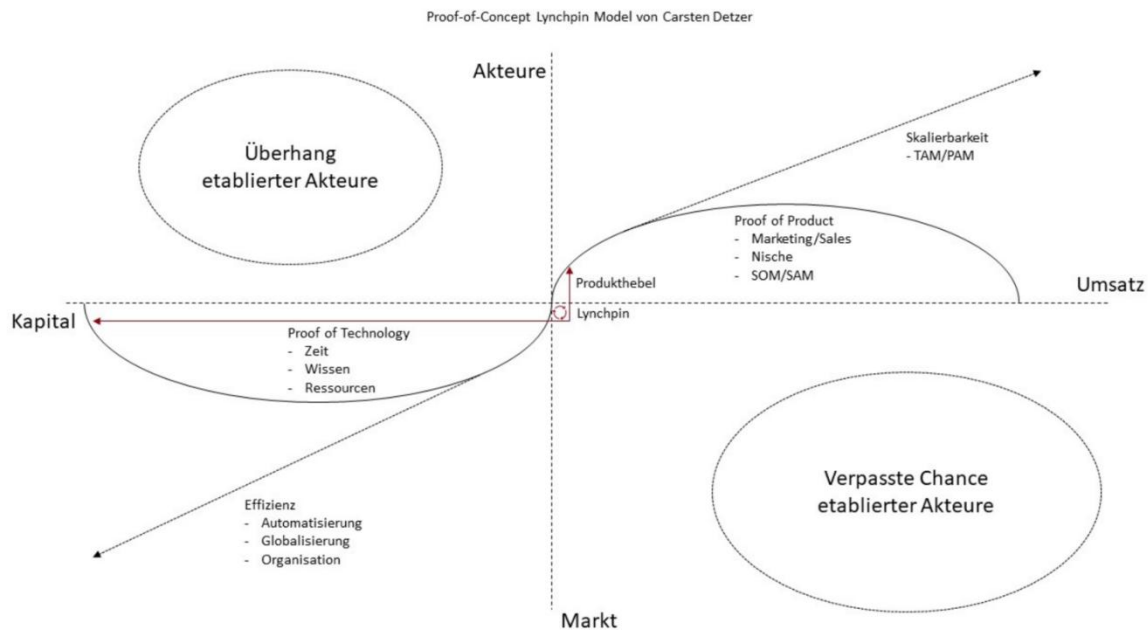 Proof-of-Concept Lynchpin Model von Carsten Detzer
Akteure
Überhang
etablierter Akteure
Skalierbarkeit
- TAM/PAM
Proof of Product
- Marketing/Sales
- Nische
- SOM/SAM
Produkthebel
Umsatz
Kapital
Lynchpin
Proof of Technology
- Zeit
- Wissen
- Ressourcen
Verpasste Chance
etablierter Akteure
Effizienz
- Automatisierung
- Globalisierung
- Organisation
Markt